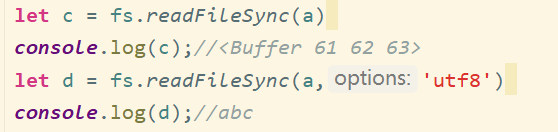 let c = fs.readFileSync(a)
console.log(c);//<Buffer 61 62 63>
let d = fs.readFileSync(a, options: 'utf8')
console.log(d);//abc